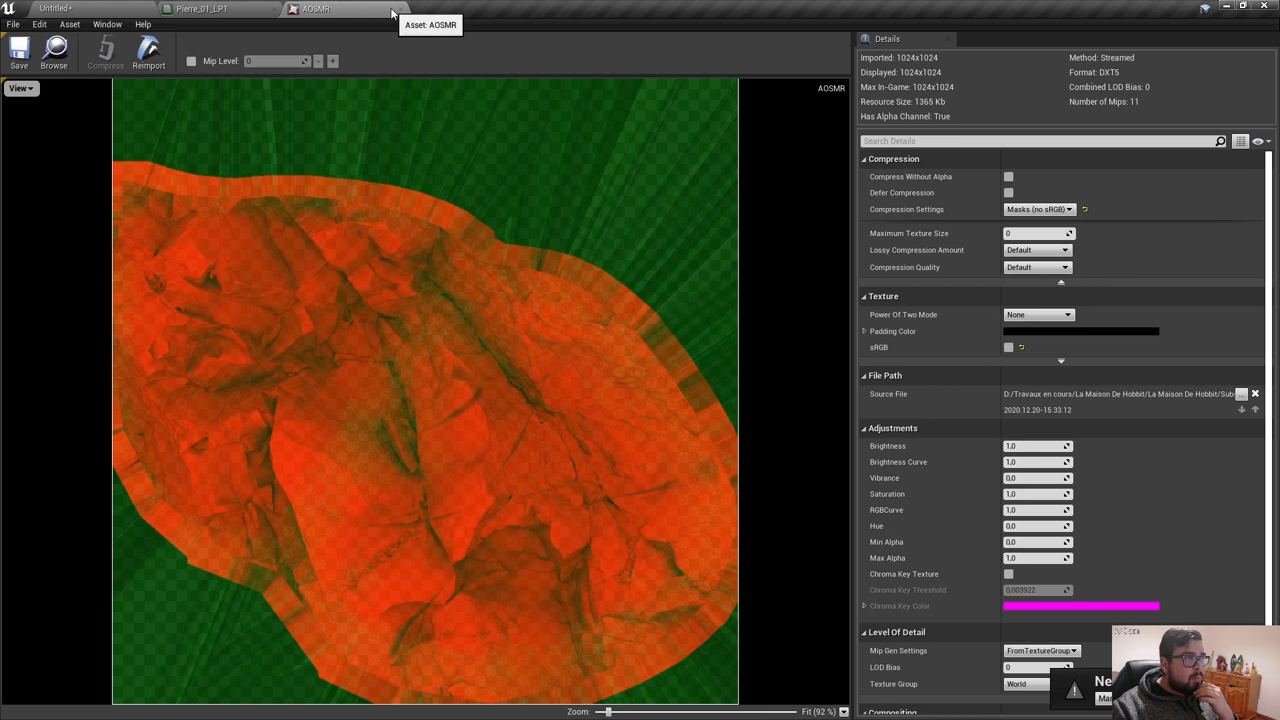 Untitled*
Pierre_01_LP1
AOSMR
Asset: AOSMR
File Edit Asset Window Help
Save Browse Compress Reimport
Mip Level: 0 - +
View
AOSMR
Zoom: Fit (92 %)
Details
Imported: 1024x1024 Method: Streamed
Displayed: 1024x1024 Format: DXT5
Max In-Game: 1024x1024 Combined LOD Bias: 0
Resource Size: 1365 Kb Number of Mips: 11
Has Alpha Channel: True
Search Details
Compression
Compress Without Alpha
Defer Compression
Compression Settings Masks (no sRGB)
Maximum Texture Size 0
Lossy Compression Amount Default
Compression Quality Default
Texture
Power Of Two Mode None
Padding Color
sRGB
File Path
Source File D:/Travaux en cours/La Maison De Hobbit/La Maison De Hobbit/Sub ...
2020.12.20-15.33.12
Adjustments
Brightness 1,0
Brightness Curve 1,0
Vibrance 0,0
Saturation 1,0
RGBCurve 1,0
Hue 0,0
Min Alpha 0,0
Max Alpha 1,0
Chroma Key Texture
Chroma Key Threshold 0,003922
Chroma Key Color
Level Of Detail
Mip Gen Settings FromTextureGroup
LOD Bias 0
Texture Group World
Ne
Compositing